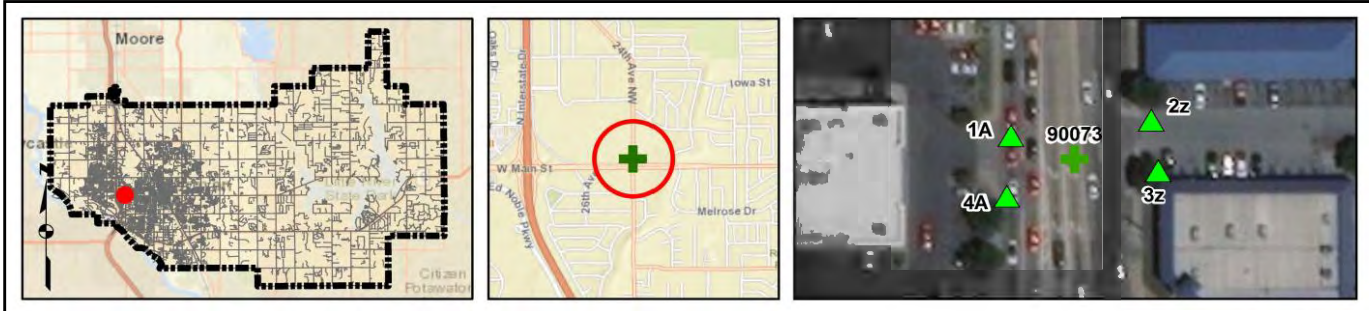 Moore
N
Citizen
Potawator
24th Ave NW
Iowa St
N Interstate Dr
W Main St
26th Av
Ed Noble Pkwy
Melrose Dr
90073
1A
2z
4A
3z